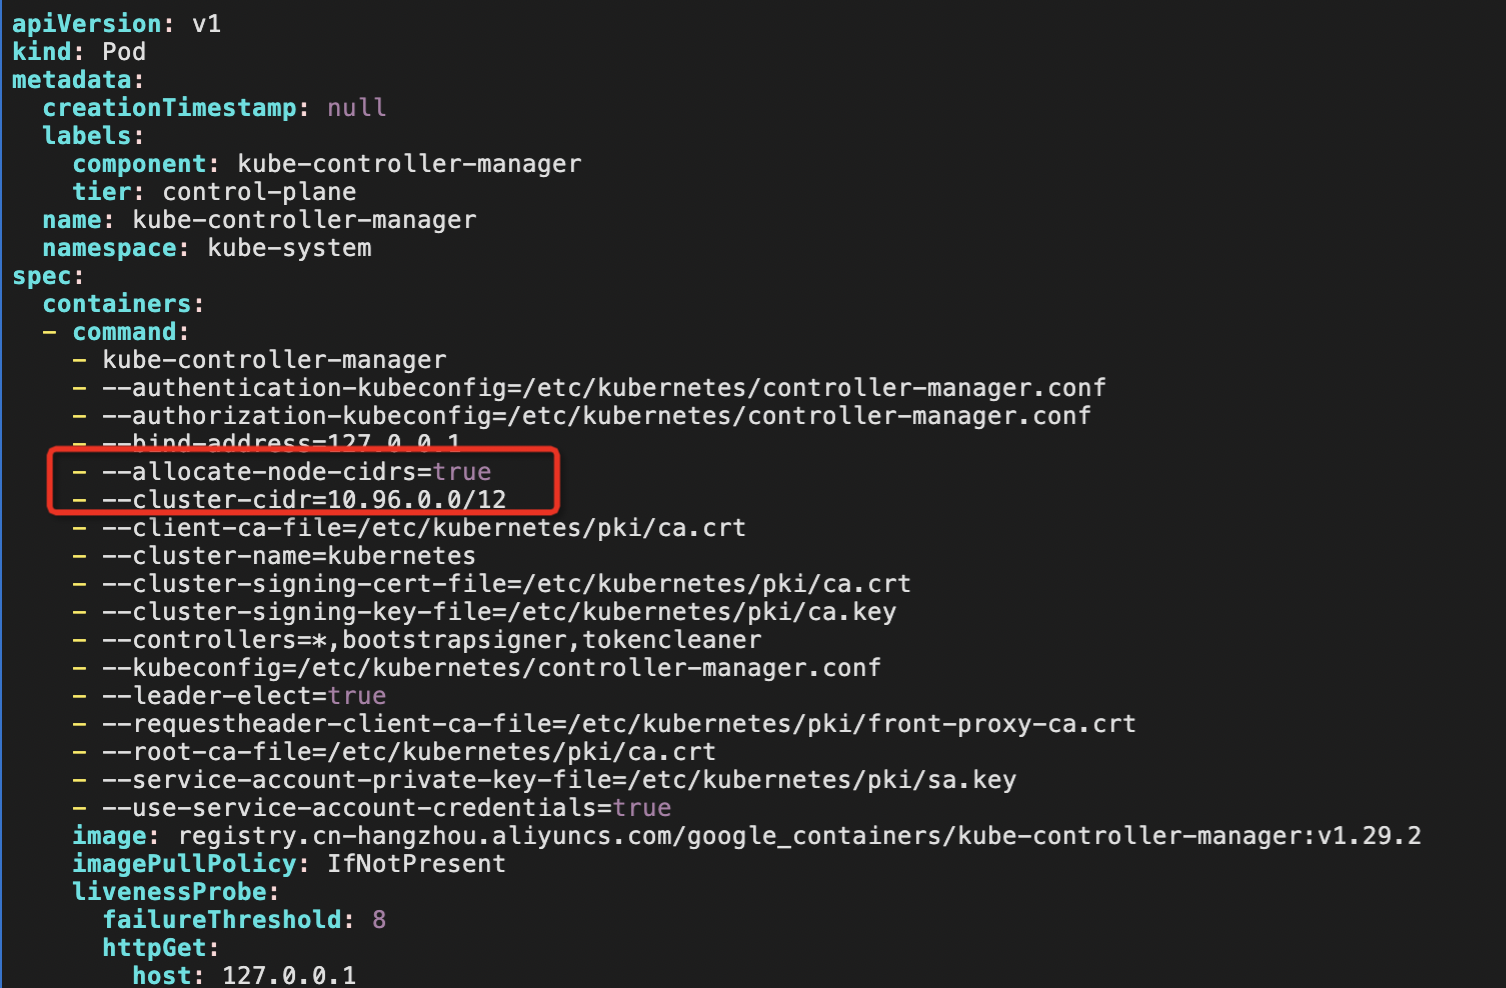 apiVersion: v1
kind: Pod
metadata:
  creationTimestamp: null
  labels:
    component: kube-controller-manager
    tier: control-plane
  name: kube-controller-manager
  namespace: kube-system
spec:
  containers:
  - command:
    - kube-controller-manager
    - --authentication-kubeconfig=/etc/kubernetes/controller-manager.conf
    - --authorization-kubeconfig=/etc/kubernetes/controller-manager.conf
    - --bind-address=127.0.0.1
    - --allocate-node-cidrs=true
    - --cluster-cidr=10.96.0.0/12
    - --client-ca-file=/etc/kubernetes/pki/ca.crt
    - --cluster-name=kubernetes
    - --cluster-signing-cert-file=/etc/kubernetes/pki/ca.crt
    - --cluster-signing-key-file=/etc/kubernetes/pki/ca.key
    - --controllers=*,bootstrapsigner,tokencleaner
    - --kubeconfig=/etc/kubernetes/controller-manager.conf
    - --leader-elect=true
    - --requestheader-client-ca-file=/etc/kubernetes/pki/front-proxy-ca.crt
    - --root-ca-file=/etc/kubernetes/pki/ca.crt
    - --service-account-private-key-file=/etc/kubernetes/pki/sa.key
    - --use-service-account-credentials=true
    image: registry.cn-hangzhou.aliyuncs.com/google_containers/kube-controller-manager:v1.29.2
    imagePullPolicy: IfNotPresent
    livenessProbe:
      failureThreshold: 8
      httpGet:
        host: 127.0.0.1